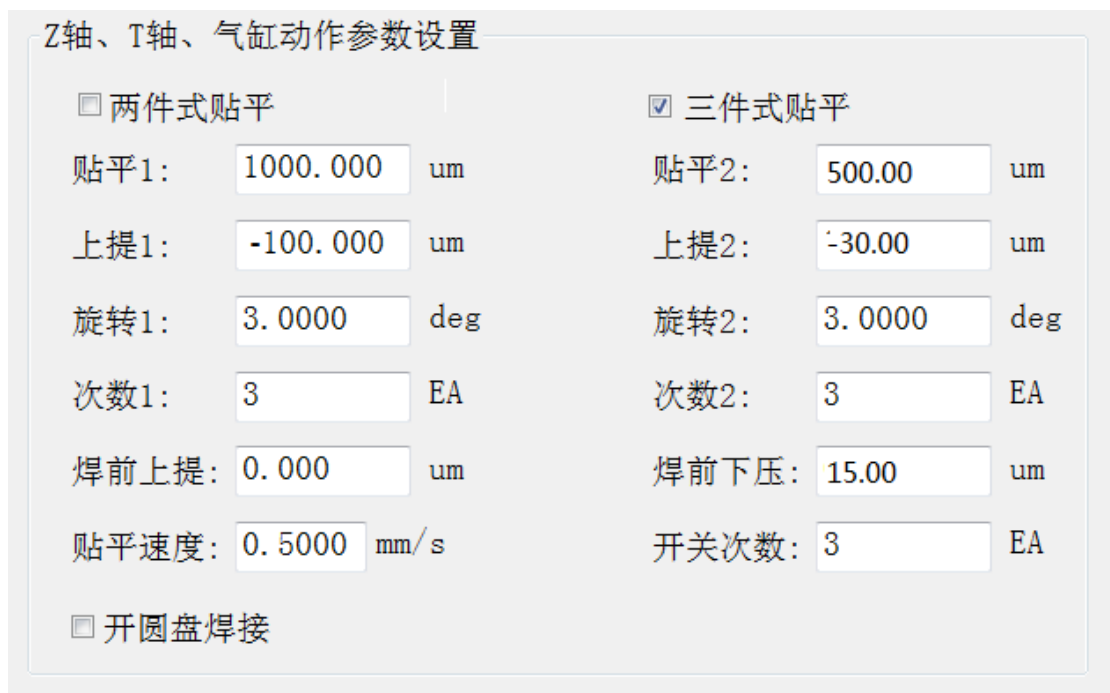 Z轴、T轴、气缸动作参数设置
两件式贴平 三件式贴平
贴平1: 1000.000 um 贴平2: 500.00 um
上提1: -100.000 um 上提2: -30.00 um
旋转1: 3.0000 deg 旋转2: 3.0000 deg
次数1: 3 EA 次数2: 3 EA
焊前上提: 0.000 um 焊前下压: 15.00 um
贴平速度: 0.5000 mm/s 开关次数: 3 EA
开圆盘焊接